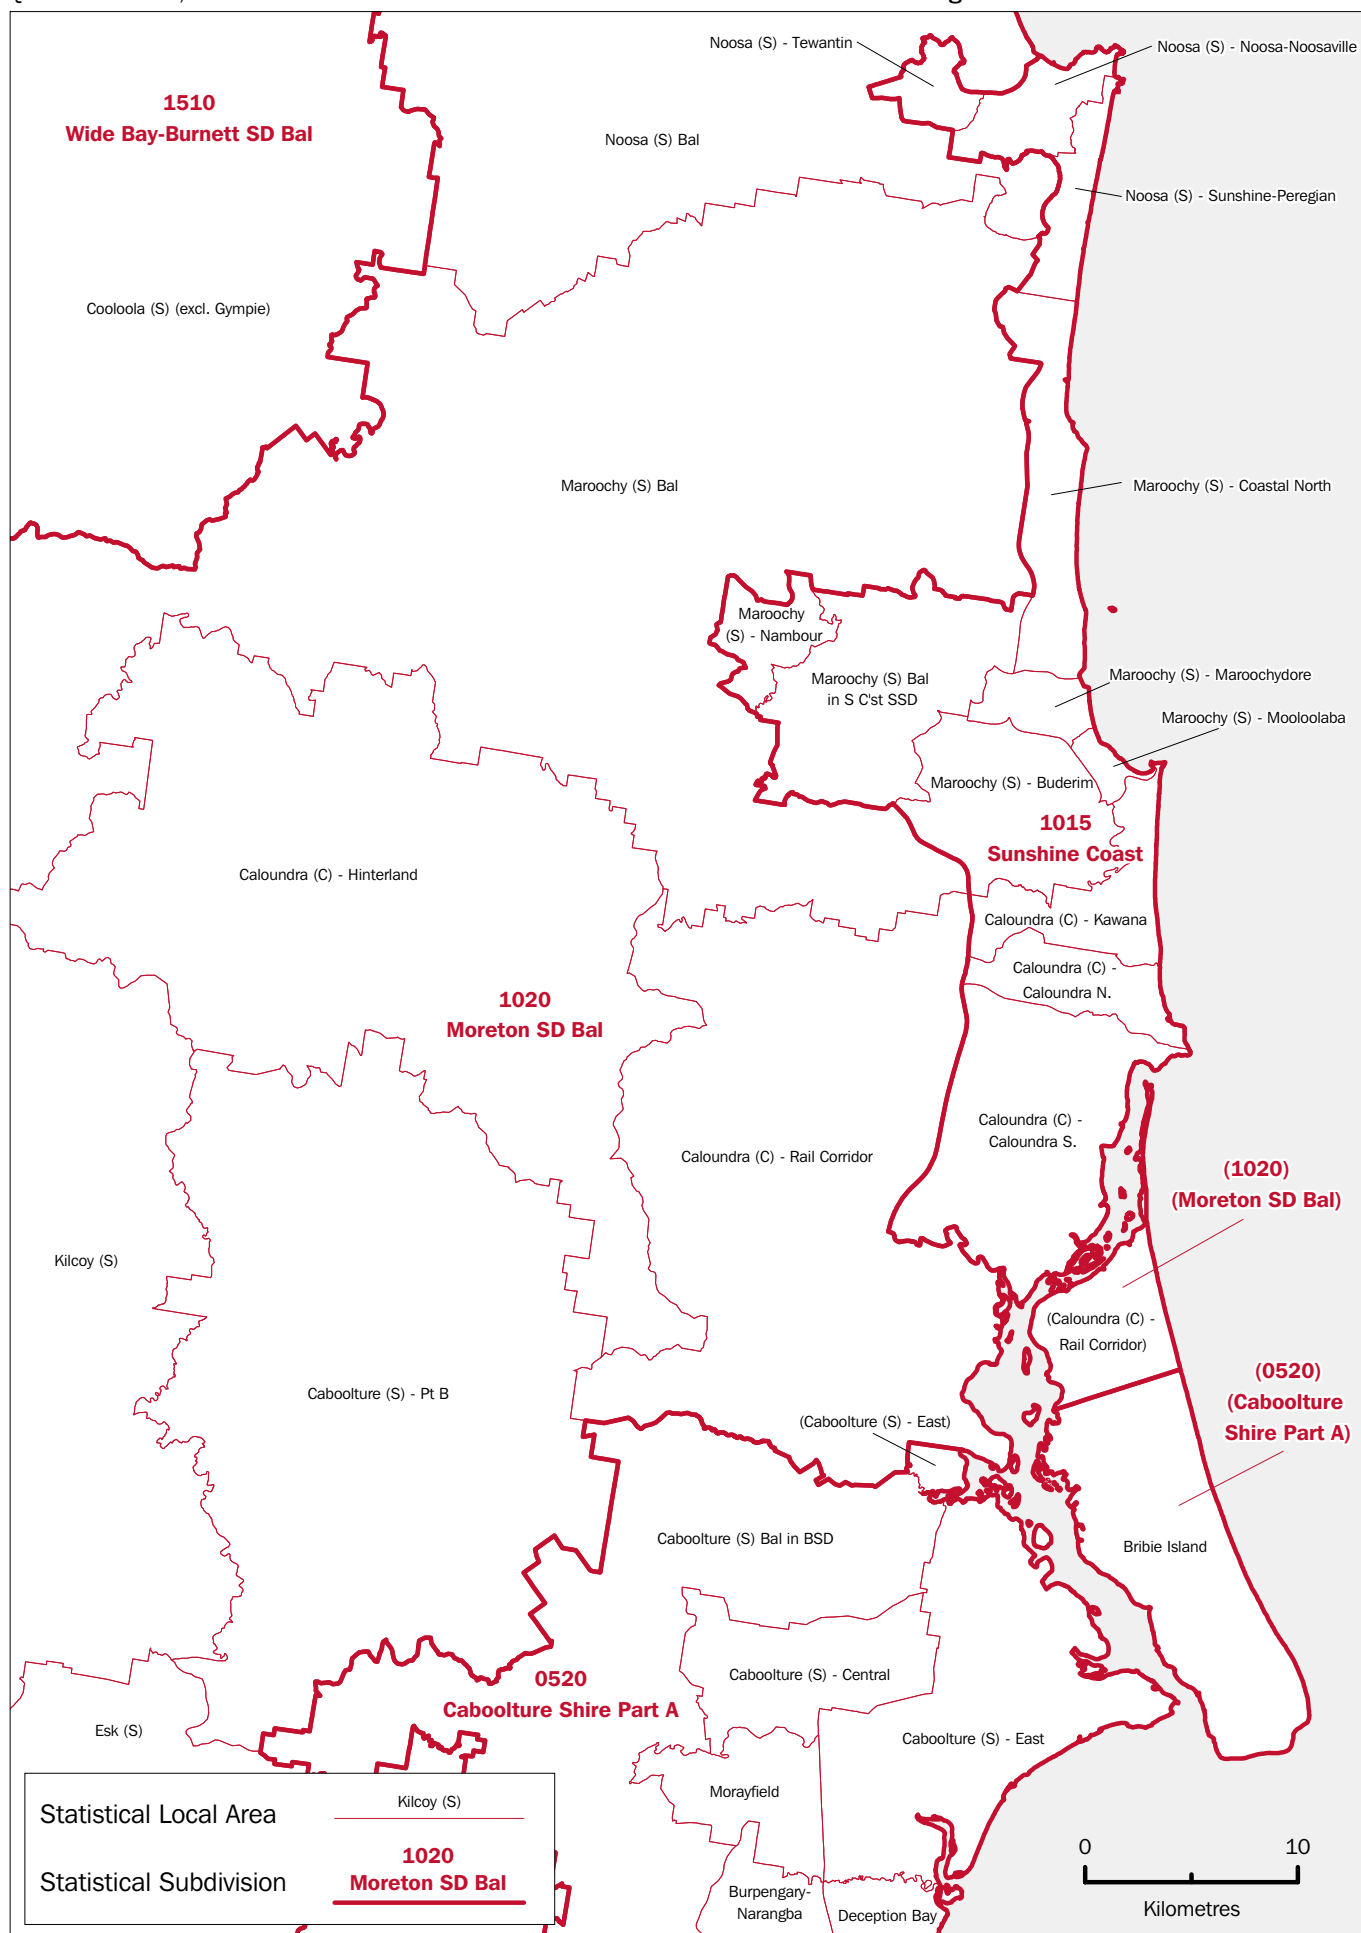 Noosa (S) - Tewantin
Noosa (S) - Noosa-Noosaville
1510
Wide Bay-Burnett SD Bal
Noosa (S) Bal
Noosa (S) - Sunshine-Peregian
Cooloola (S) (excl. Gympie)
Maroochy (S) Bal
Maroochy (S) - Coastal North
Maroochy
(S) - Nambour
Maroochy (S) Bal
in S C'st SSD
Maroochy (S) - Maroochydore
Maroochy (S) - Mooloolaba
Maroochy (S) - Buderim
1015
Sunshine Coast
Caloundra (C) - Hinterland
Caloundra (C) - Kawana
Caloundra (C) -
Caloundra N.
1020
Moreton SD Bal
Caloundra (C) -
Caloundra S.
Caloundra (C) - Rail Corridor
(1020)
(Moreton SD Bal)
Kilcoy (S)
(Caloundra (C) -
Rail Corridor)
(0520)
(Caboolture
Shire Part A)
Caboolture (S) - Pt B
(Caboolture (S) - East)
Caboolture (S) Bal in BSD
Bribie Island
Caboolture (S) - Central
0520
Caboolture Shire Part A
Esk (S)
Caboolture (S) - East
Morayfield
Burpengary-
Narangba
Deception Bay
Statistical Local Area
Kilcoy (S)
Statistical Subdivision
1020
Moreton SD Bal
0 10
Kilometres